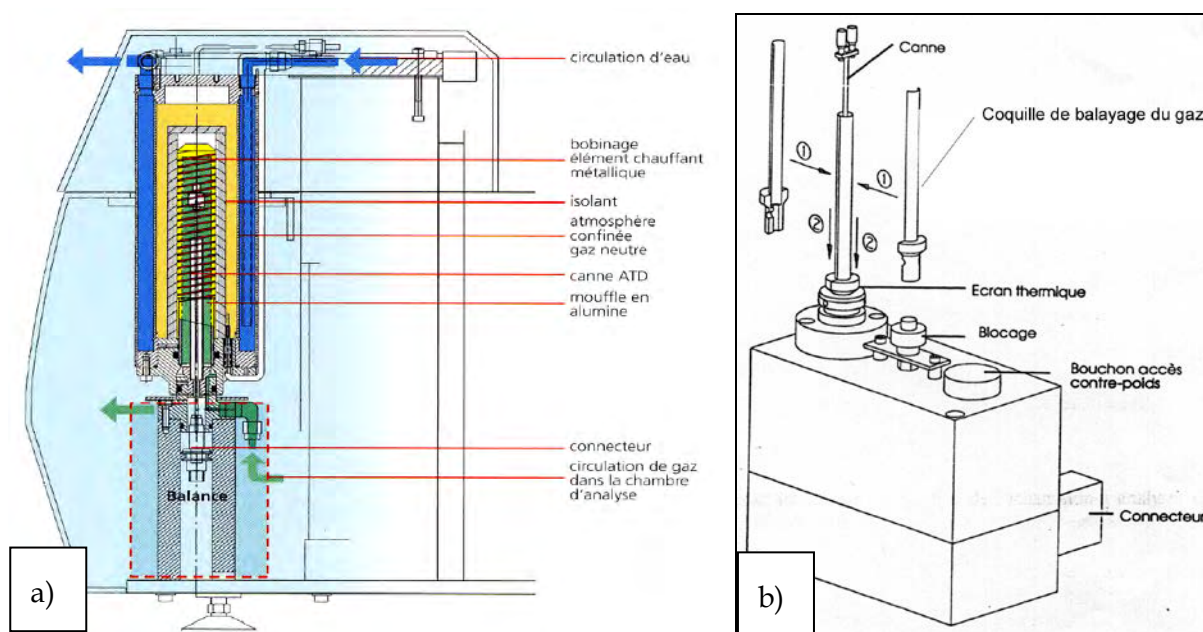 circulation d'eau
bobinage
élément chauffant
métallique
isolant
atmosphère
confinée
gaz neutre
canne ATD
mouffle en
alumine
connecteur
circulation de gaz
dans la chambre
d'analyse
Balance
a)
Canne
Coquille de balayage du gaz
①
①
②
②
Ecran thermique
Blocage
Bouchon accès
contre-poids
Connecteur
b)